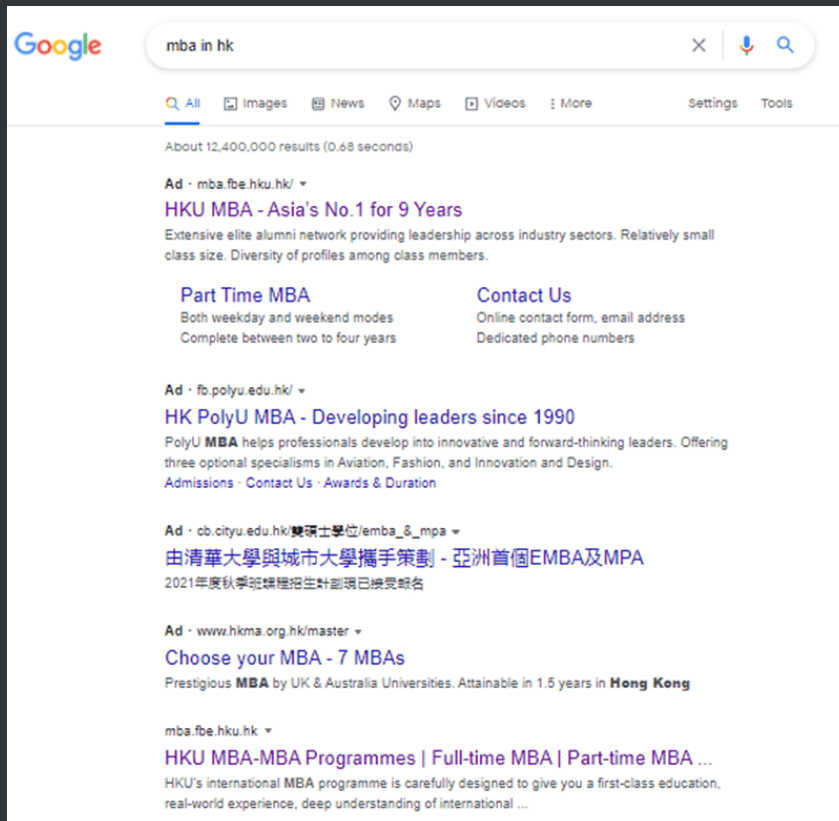 Google
mba in hk
All Images News Maps Videos More Settings Tools
About 12,400,000 results (0.68 seconds)
Ad · mba.fbe.hku.hk/
HKU MBA - Asia's No.1 for 9 Years
Extensive elite alumni network providing leadership across industry sectors. Relatively small
class size. Diversity of profiles among class members.
Part Time MBA
Both weekday and weekend modes
Complete between two to four years
Contact Us
Online contact form, email address
Dedicated phone numbers
Ad · fb.polyu.edu.hk/
HK PolyU MBA - Developing leaders since 1990
PolyU MBA helps professionals develop into innovative and forward-thinking leaders. Offering
three optional specialisms in Aviation, Fashion, and Innovation and Design.
Admissions · Contact Us · Awards & Duration
Ad · cb.cityu.edu.hk/雙碩士學位/emba_&_mpa
由清華大學與城市大學攜手策劃 - 亞洲首個EMBA及MPA
2021年度秋季班課程招生計劃現已接受報名
Ad · www.hkma.org.hk/master
Choose your MBA - 7 MBAs
Prestigious MBA by UK & Australia Universities. Attainable in 1.5 years in Hong Kong
mba.fbe.hku.hk
HKU MBA-MBA Programmes | Full-time MBA | Part-time MBA ...
HKU's international MBA programme is carefully designed to give you a first-class education,
real-world experience, deep understanding of international ...